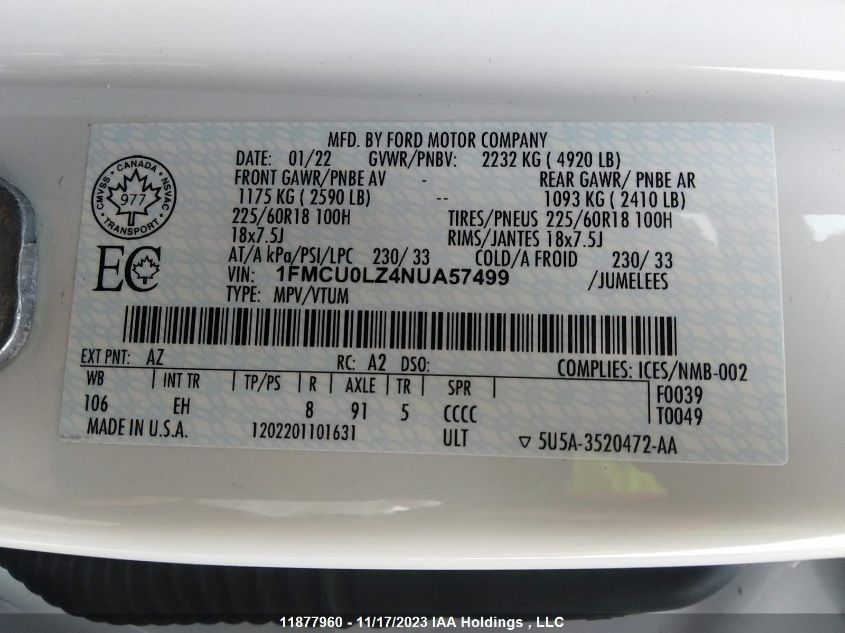 MFD. BY FORD MOTOR COMPANY
DATE: 01/22 GVWR/PNBV: 2232 KG ( 4920 LB)
FRONT GAWR/PNBE AV - REAR GAWR/ PNBE AR
1175 KG ( 2590 LB) -- 1093 KG ( 2410 LB)
225/60R18 100H TIRES/PNEUS 225/60R18 100H
18x7.5J RIMS/JANTES 18x7.5J
AT/A kPa/PSI/LPC 230/ 33 COLD/A FROID 230/ 33
VIN: 1FMCU0LZ4NUA57499 /JUMELEES
TYPE: MPV/VTUM
CMVSS • CANADA • NSVAC
977
• TRANSPORT •
EC
EXT PNT: AZ RC: A2 DSO: COMPLIES: ICES/NMB-002
WB INT TR TP/PS R AXLE TR SPR F0039
106 EH 8 91 5 CCCC T0049
MADE IN U.S.A. 1202201101631 ULT ▽ 5U5A-3520472-AA
11877960 - 11/17/2023 IAA Holdings , LLC